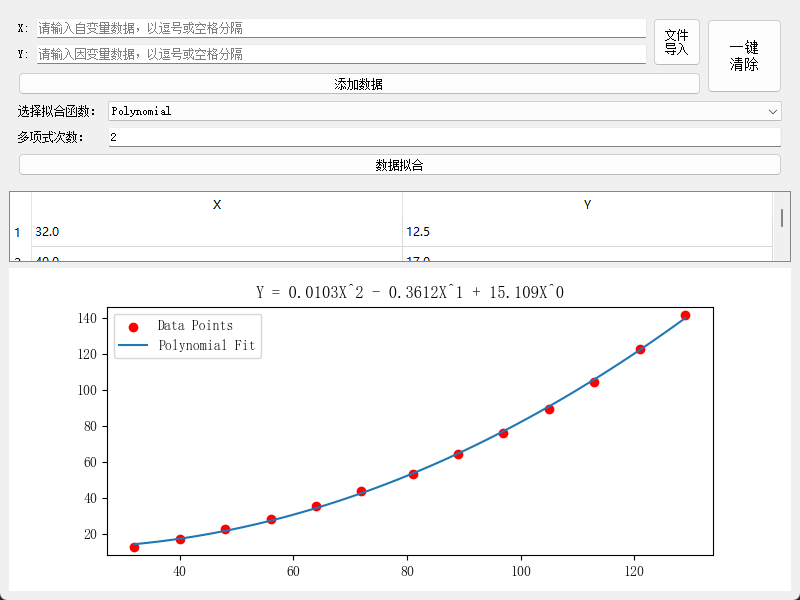 X: 请输入自变量数据，以逗号或空格分隔
Y: 请输入因变量数据，以逗号或空格分隔
文件
导入
一键
清除
添加数据
选择拟合函数： Polynomial
多项式次数： 2
数据拟合
X Y
1 32.0 12.5
2 40.0 17.0
Y = 0.0103X^2 - 0.3612X^1 + 15.109X^0
Data Points
Polynomial Fit
140
120
100
80
60
40
20
40 60 80 100 120